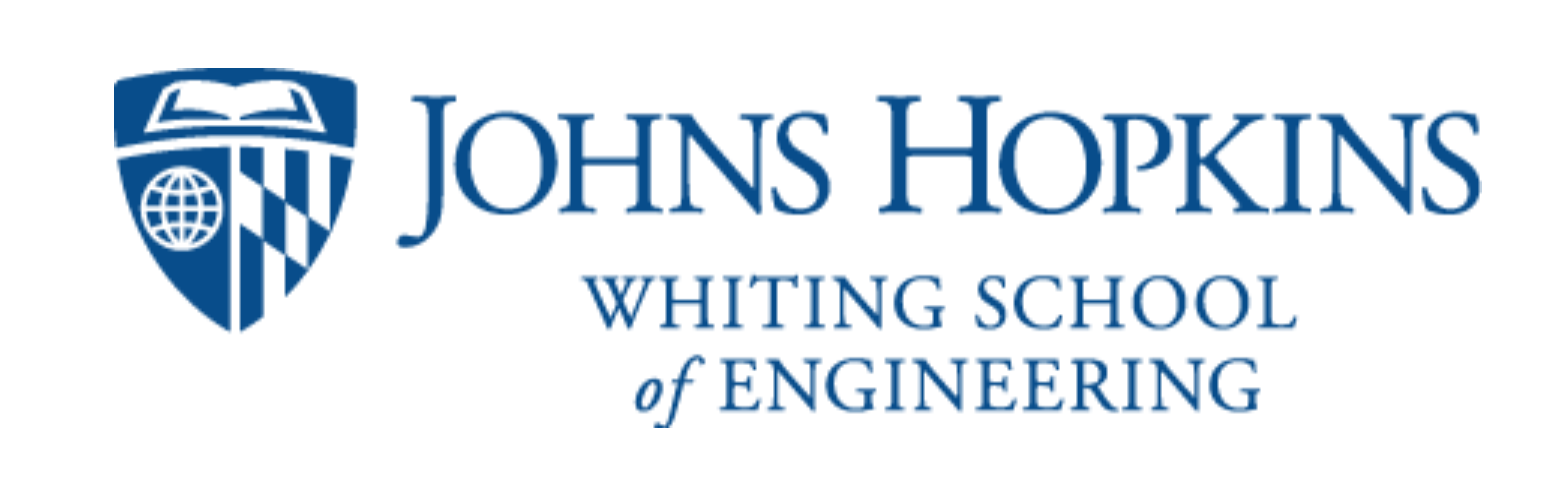 JOHNS HOPKINS
WHITING SCHOOL
of ENGINEERING